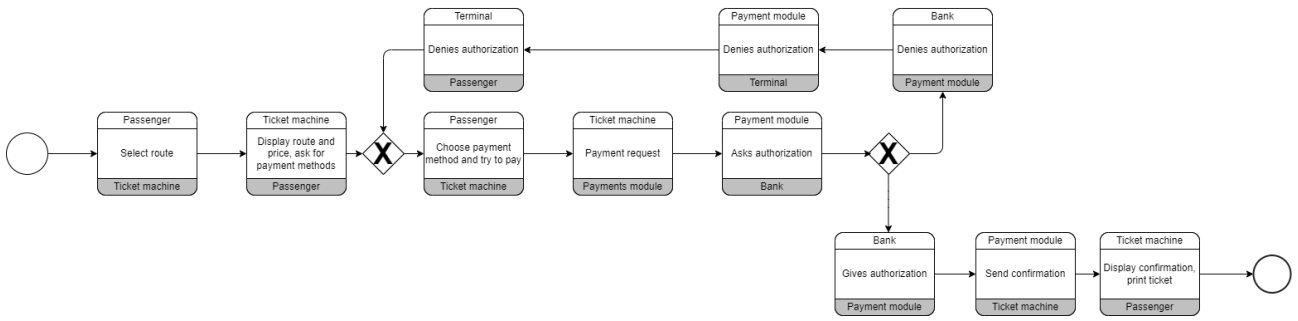 Terminal
Denies authorization
Passenger
Payment module
Denies authorization
Terminal
Bank
Denies authorization
Payment module
Passenger
Select route
Ticket machine
Ticket machine
Display route and
price, ask for
payment methods
Passenger
X
Passenger
Choose payment
method and try to pay
Ticket machine
Ticket machine
Payment request
Payments module
Payment module
Asks authorization
Bank
X
Bank
Gives authorization
Payment module
Payment module
Send confirmation
Ticket machine
Ticket machine
Display confirmation,
print ticket
Passenger